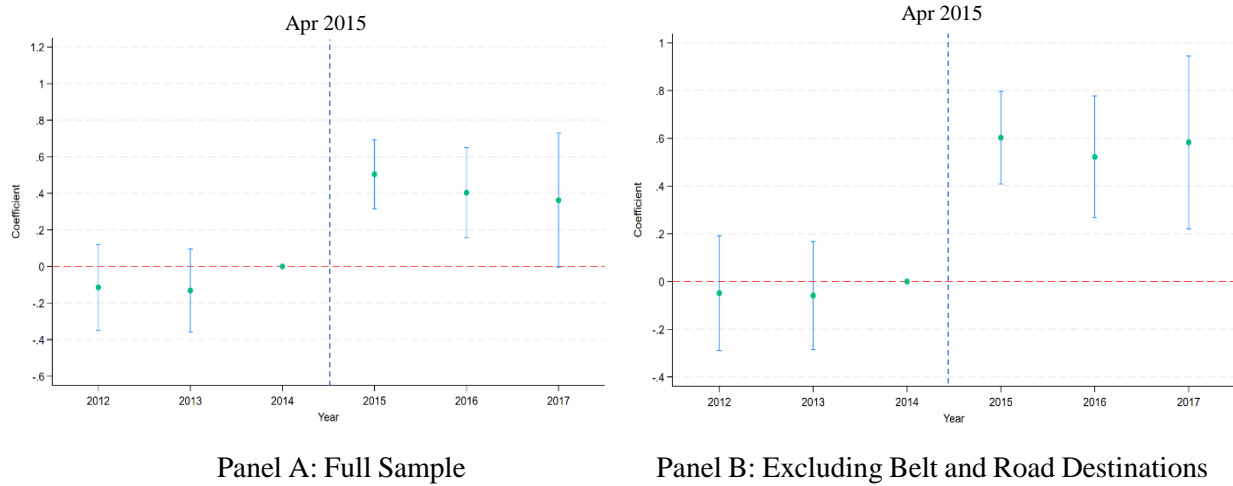 Apr 2015
1.2
1
.8
.6
.4
.2
0
-.2
-.4
-.6
Coefficient
2012 2013 2014 2015 2016 2017
Year
Panel A: Full Sample
Apr 2015
1
.8
.6
.4
.2
0
-.2
-.4
Coefficient
2012 2013 2014 2015 2016 2017
Year
Panel B: Excluding Belt and Road Destinations